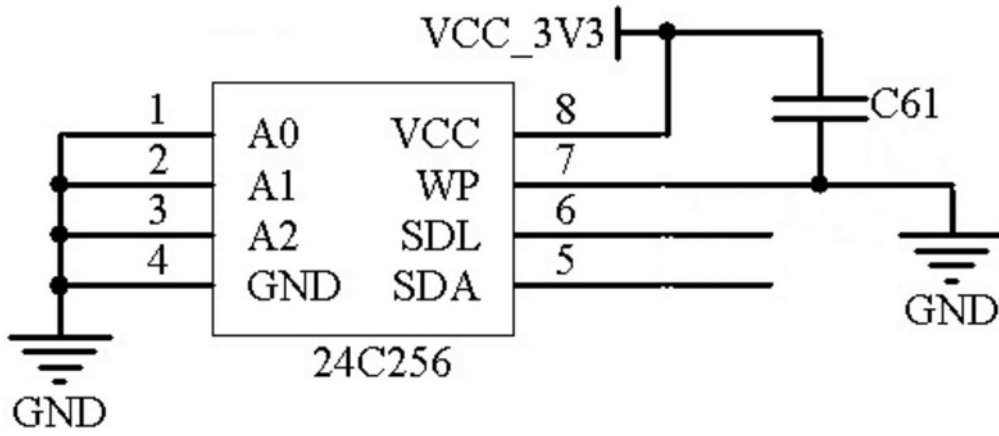 VCC_3V3
C61
1 A0 VCC 8
2 A1 WP 7
3 A2 SDL 6
4 GND SDA 5
24C256
GND
GND